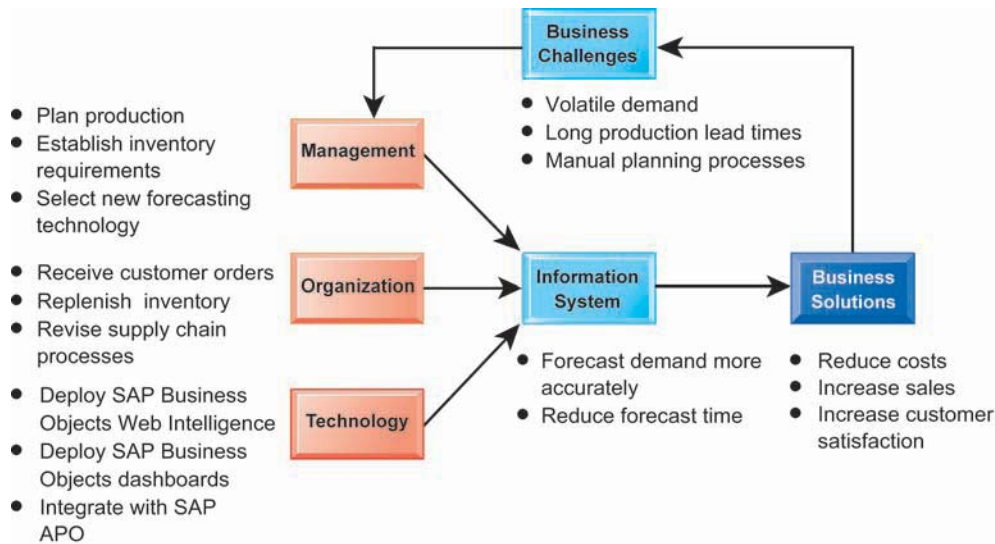 Business
Challenges
● Volatile demand
● Long production lead times
● Manual planning processes
● Plan production
● Establish inventory
requirements
● Select new forecasting
technology
Management
● Receive customer orders
● Replenish inventory
● Revise supply chain
processes
Organization
● Deploy SAP Business
Objects Web Intelligence
● Deploy SAP Business
Objects dashboards
● Integrate with SAP
APO
Technology
Information
System
● Forecast demand more
accurately
● Reduce forecast time
Business
Solutions
● Reduce costs
● Increase sales
● Increase customer
satisfaction